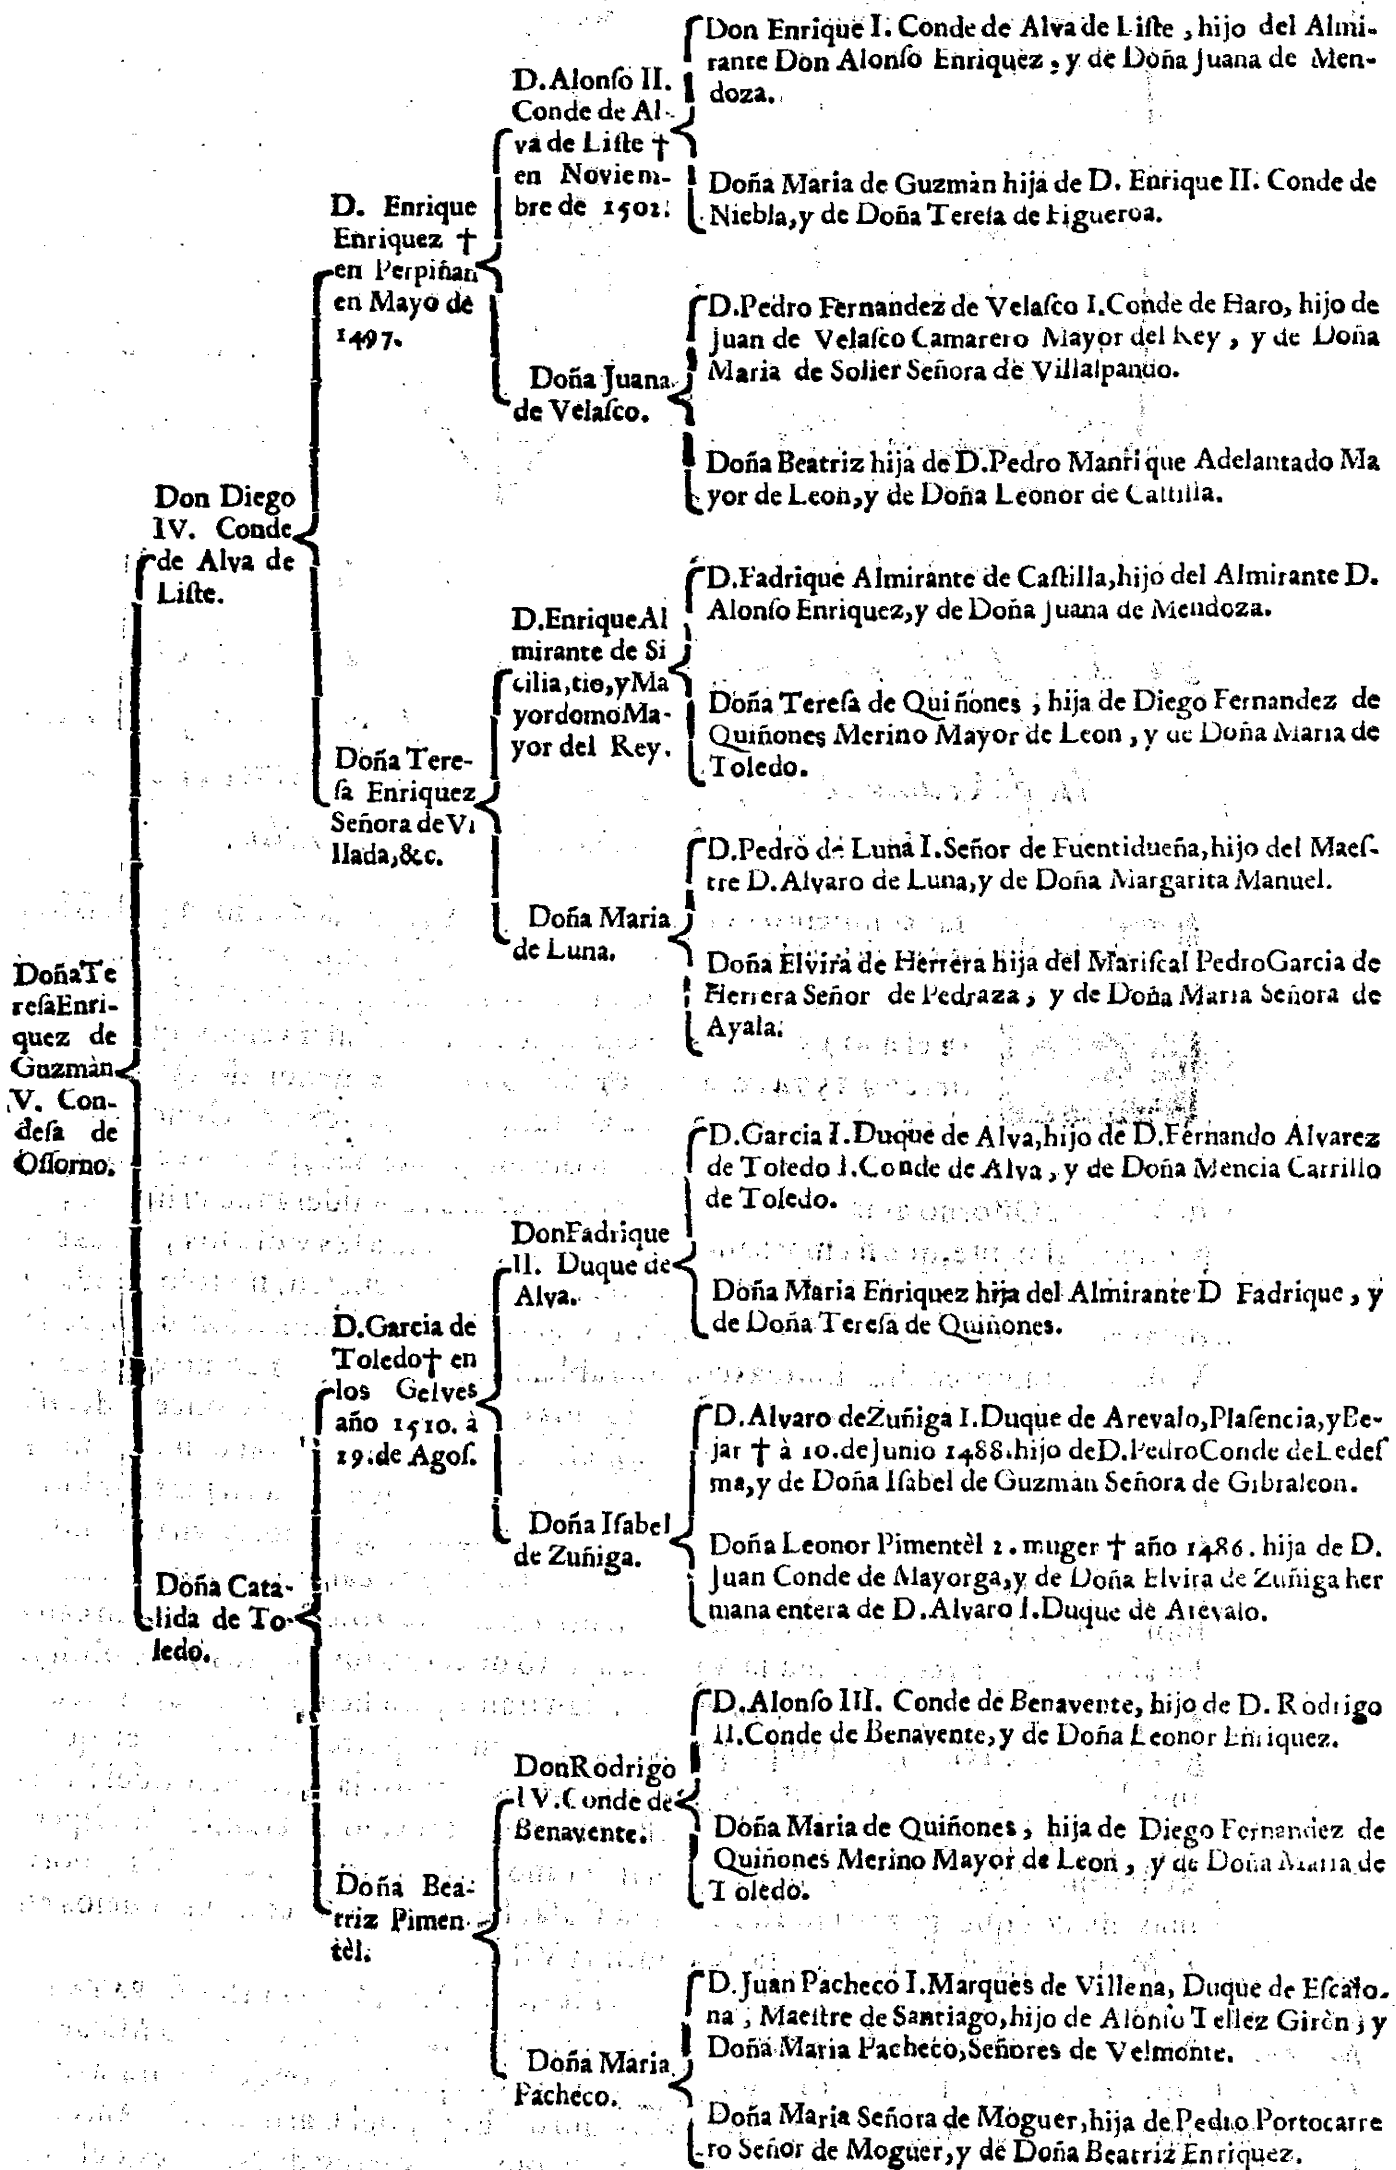 Doña Te
resa Enri-
quez de
Guzmàn
V. Con-
desa de
Ossorno.
Don Diego
IV. Conde
de Alva de
Liste.
Doña Cata-
lida de To-
ledo.
D. Enrique
Enriquez †
en Perpiñan
en Mayo de
1497.
Doña Tere-
sa Enriquez
Señora de Vi
llada, &c.
D. Garcia de
Toledo † en
los Gelves
año 1510. à
19. de Agos.
Doña Bea-
triz Pimen-
tèl.
D. Alonso II.
Conde de Al-
va de Liste †
en Noviem-
bre de 1502.
Doña Juana
de Velasco.
D. Enrique Al
mirante de Si
cilia, tio, y Ma
yordomo Ma-
yor del Rey.
Doña Maria
de Luna.
Don Fadrique
II. Duque de
Alva.
Doña Isabel
de Zuñiga.
Don Rodrigo
IV. Conde de
Benavente.
Doña Maria
Pacheco.
Don Enrique I. Conde de Alva de Liste, hijo del Almi-
rante Don Alonso Enriquez, y de Doña Juana de Men-
doza.
Doña Maria de Guzmàn hija de D. Enrique II. Conde de
Niebla, y de Doña Teresa de Figueroa.
D. Pedro Fernandez de Velasco I. Conde de Haro, hijo de
Juan de Velasco Camarero Mayor del Rey, y de Doña
Maria de Solier Señora de Villalpando.
Doña Beatriz hija de D. Pedro Manrique Adelantado Ma
yor de Leon, y de Doña Leonor de Castilla.
D. Fadrique Almirante de Castilla, hijo del Almirante D.
Alonso Enriquez, y de Doña Juana de Mendoza.
Doña Teresa de Quiñones, hija de Diego Fernandez de
Quiñones Merino Mayor de Leon, y de Doña Maria de
Toledo.
D. Pedro de Luna I. Señor de Fuentidueña, hijo del Maes-
tre D. Alvaro de Luna, y de Doña Margarita Manuel.
Doña Elvira de Herrera hija del Mariscal Pedro Garcia de
Herrera Señor de Pedraza, y de Doña Maria Señora de
Ayala.
D. Garcia I. Duque de Alva, hijo de D. Fernando Alvarez
de Toledo I. Conde de Alva, y de Doña Mencia Carrillo
de Toledo.
Doña Maria Enriquez hija del Almirante D Fadrique, y
de Doña Teresa de Quiñones.
D. Alvaro de Zuñiga I. Duque de Arevalo, Plasencia, y Be-
jar † à 10. de Junio 1488. hijo de D. Pedro Conde de Ledes
ma, y de Doña Isabel de Guzmàn Señora de Gibraleon.
Doña Leonor Pimentèl 2. muger † año 1486. hija de D.
Juan Conde de Mayorga, y de Doña Elvira de Zuñiga her
mana entera de D. Alvaro I. Duque de Arevalo.
D. Alonso III. Conde de Benavente, hijo de D. Rodrigo
II. Conde de Benavente, y de Doña Leonor Enriquez.
Doña Maria de Quiñones, hija de Diego Fernandez de
Quiñones Merino Mayor de Leon, y de Doña Maria de
Toledo.
D. Juan Pacheco I. Marques de Villena, Duque de Escalo-
na, Maestre de Santiago, hijo de Alonso Tellez Giròn, y
Doña Maria Pacheco, Señores de Velmonte.
Doña Maria Señora de Moguer, hija de Pedro Portocarre
ro Señor de Moguer, y de Doña Beatriz Enriquez.